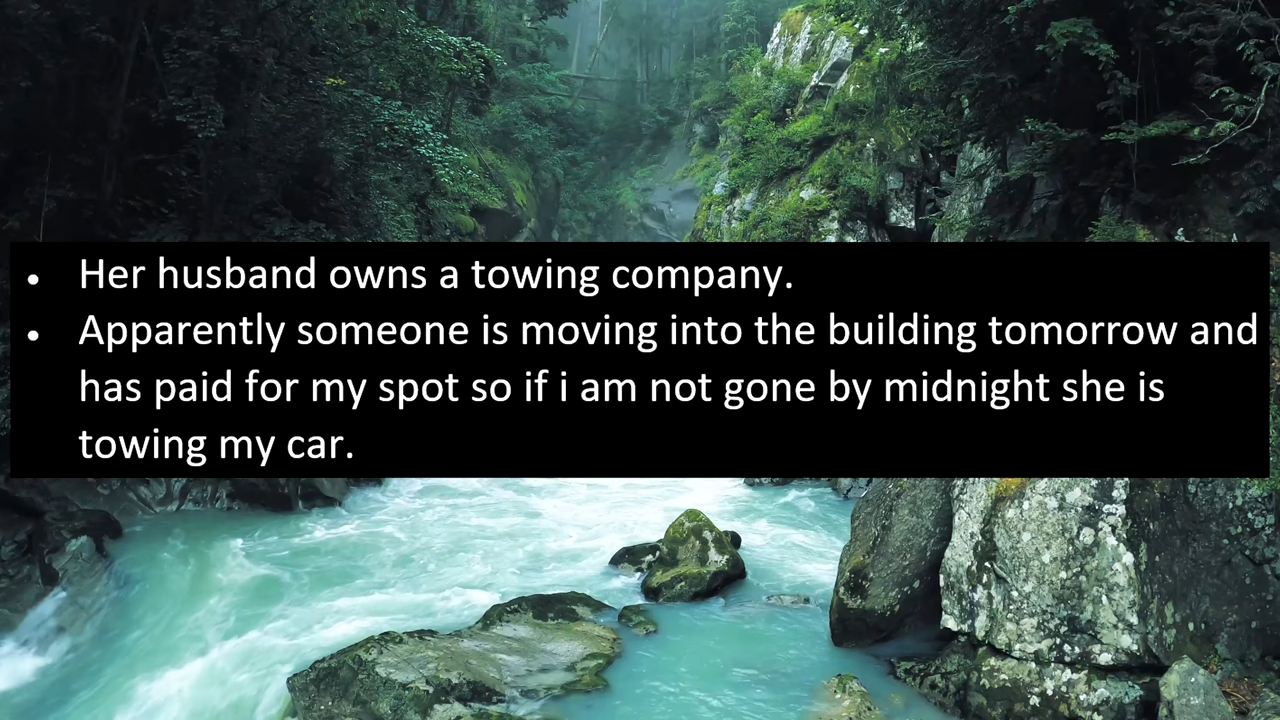 • Her husband owns a towing company.
• Apparently someone is moving into the building tomorrow and
has paid for my spot so if i am not gone by midnight she is
towing my car.